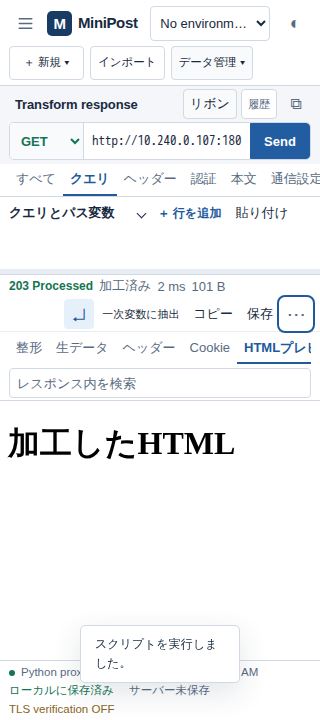 M MiniPost No environm…
+ 新規 ▾ インポート データ管理 ▾
Transform response リボン 履歴
GET http://10.240.0.107:180 Send
すべて クエリ ヘッダー 認証 本文 通信設定
クエリとパス変数 + 行を追加 貼り付け
203 Processed 加工済み 2 ms 101 B
一次変数に抽出 コピー 保存 ...
整形 生データ ヘッダー Cookie HTMLプレビ
レスポンス内を検索
加工したHTML
スクリプトを実行しま
した。
Python AM
ローカルに保存済み サーバー未保存
TLS verification OFF